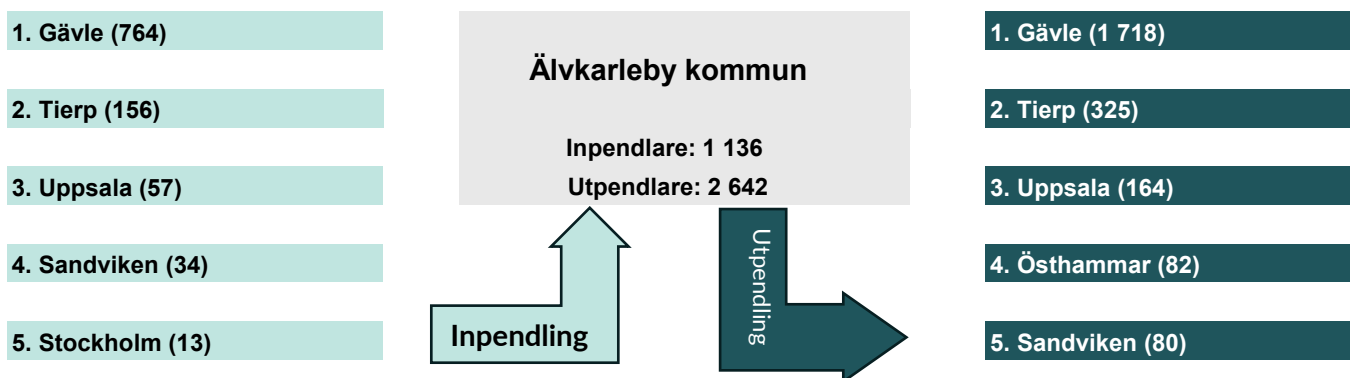 1. Gävle (764)
2. Tierp (156)
3. Uppsala (57)
4. Sandviken (34)
5. Stockholm (13)
Älvkarleby kommun
Inpendlare: 1 136
Utpendlare: 2 642
Inpendling
Utpendling
1. Gävle (1 718)
2. Tierp (325)
3. Uppsala (164)
4. Östhammar (82)
5. Sandviken (80)